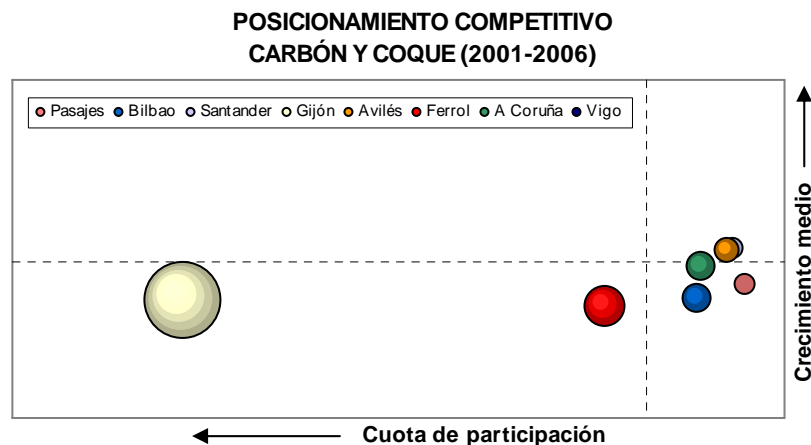 POSICIONAMIENTO COMPETITIVO
CARBÓN Y COQUE (2001-2006)
Pasajes Bilbao Santander Gijón Avilés Ferrol A Coruña Vigo
Crecimiento medio
Cuota de participación